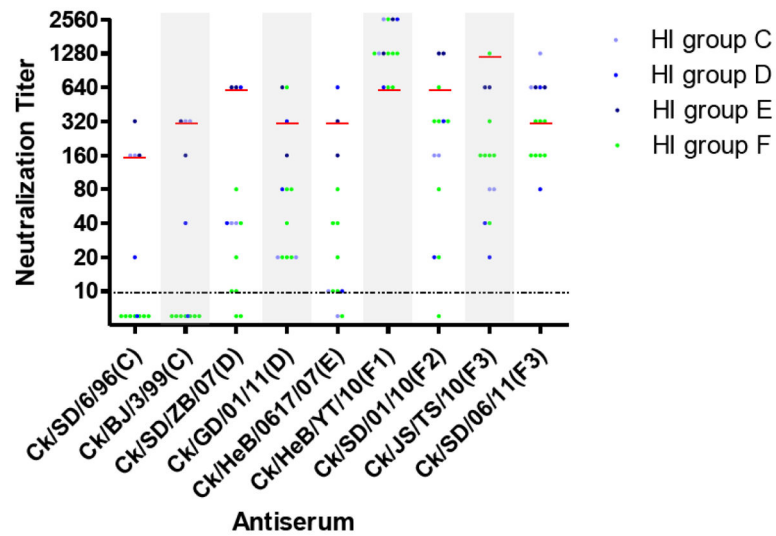 Neutralization Titer
2560
1280
640
320
160
80
40
20
10
Ck/SD/6/96(C)
Ck/BJ/3/99(C)
Ck/SD/ZB/07(D)
Ck/GD/01/11(D)
Ck/HeB/0617/07(E)
Ck/HeB/YT/10(F1)
Ck/SD/01/10(F2)
Ck/JS/TS/10(F3)
Ck/SD/06/11(F3)
Antiserum
HI group C
HI group D
HI group E
HI group F